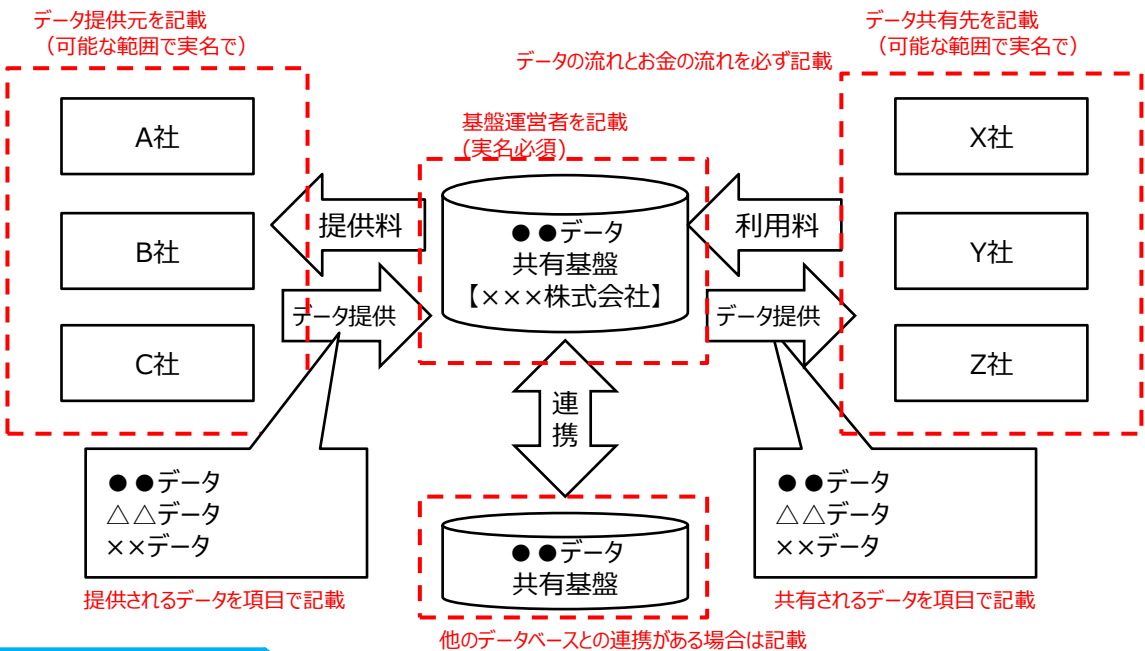 データ提供元を記載
（可能な範囲で実名で）
データ共有先を記載
（可能な範囲で実名で）
データの流れとお金の流れを必ず記載
基盤運営者を記載
（実名必須）
A社
B社
C社
提供料
データ提供
●●データ
共有基盤
【×××株式会社】
利用料
データ提供
X社
Y社
Z社
連
携
●●データ
△△データ
××データ
提供されるデータを項目で記載
●●データ
共有基盤
他のデータベースとの連携がある場合は記載
●●データ
△△データ
××データ
共有されるデータを項目で記載